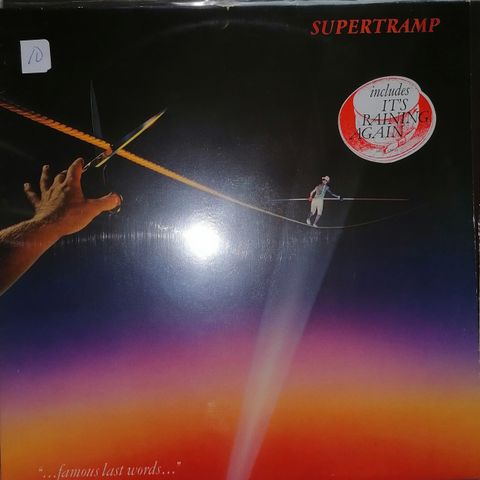 SUPERTRAMP
10
includes
IT'S
RAINING
AGAIN
"...famous last words..."